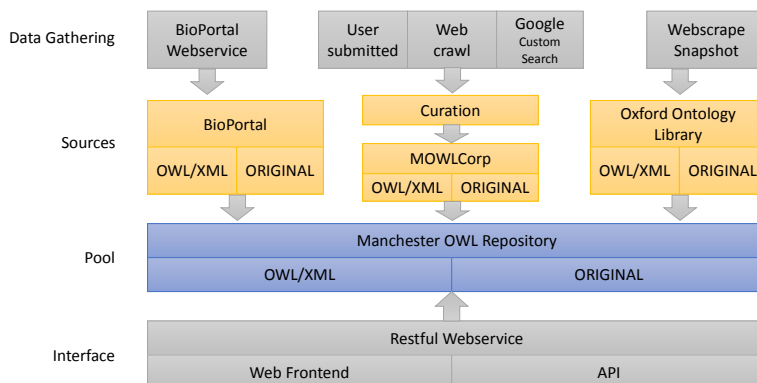 Data Gathering
BioPortal
Webservice
User
submitted
Web
crawl
Google
Custom
Search
Webscrape
Snapshot
Sources
BioPortal
OWL/XML
ORIGINAL
Curation
MOWLCorp
OWL/XML
ORIGINAL
Oxford Ontology
Library
OWL/XML
ORIGINAL
Pool
Manchester OWL Repository
OWL/XML
ORIGINAL
Interface
Restful Webservice
Web Frontend
API